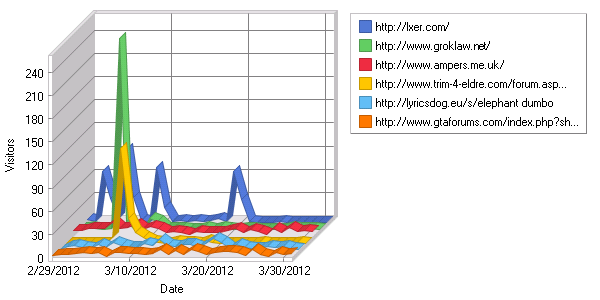 http://lxer.com/
http://www.groklaw.net/
http://www.ampers.me.uk/
http://www.trim-4-eldre.com/forum.asp...
http://lyricsdog.eu/s/elephant dumbo
http://www.gtaforums.com/index.php?sh...
Visitors
240
210
180
150
120
90
60
30
0
2/29/2012 3/10/2012 3/20/2012 3/30/2012
Date